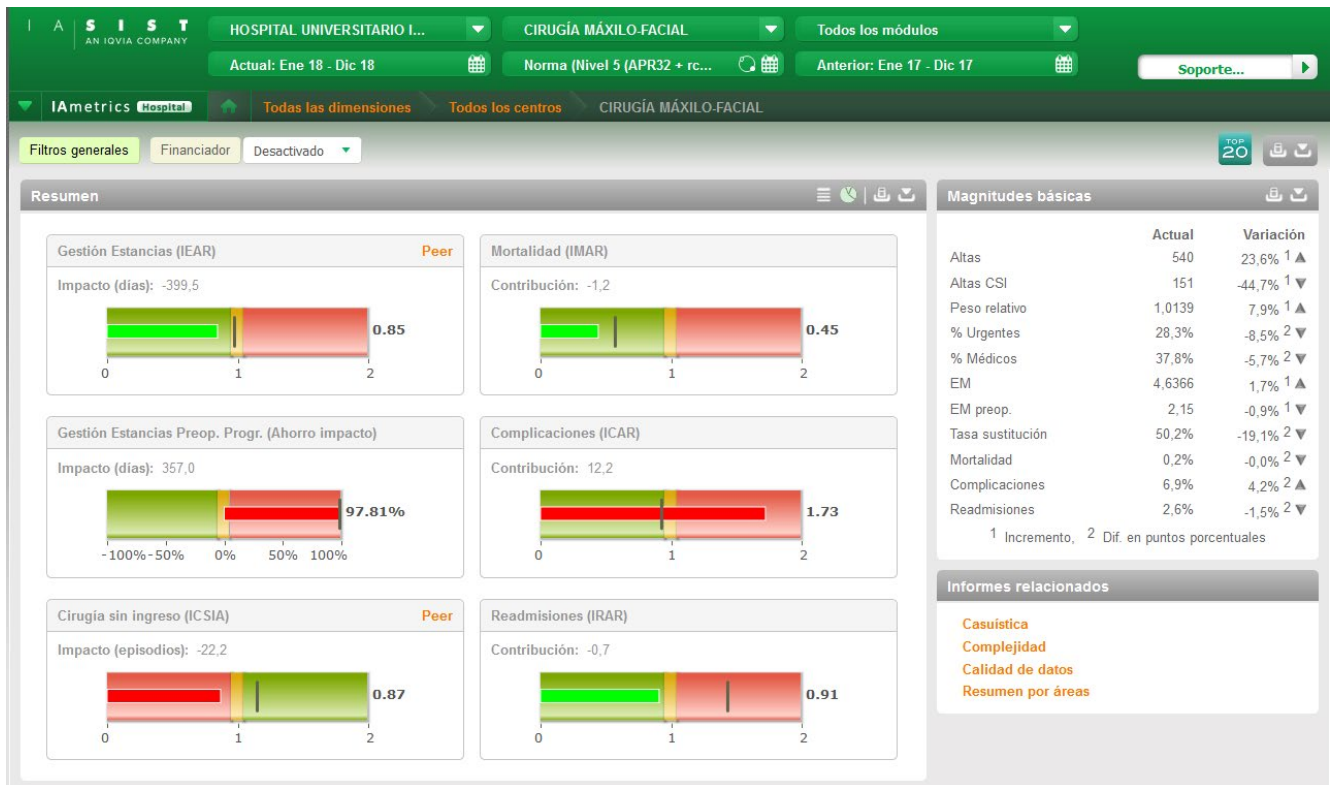 I A S I S T
AN IQVIA COMPANY
HOSPITAL UNIVERSITARIO I...
CIRUGÍA MÁXILO-FACIAL
Todos los módulos
Actual: Ene 18 - Dic 18
Norma (Nivel 5 (APR32 + rc...
Anterior: Ene 17 - Dic 17
Soporte...
IAmetrics Hospital
Todas las dimensiones
Todos los centros
CIRUGÍA MÁXILO-FACIAL
Filtros generales
Financiador
Desactivado
TOP 20
Resumen
Gestión Estancias (IEAR) Peer
Impacto (días): -399,5
0.85
0 1 2
Mortalidad (IMAR)
Contribución: -1,2
0.45
0 1 2
Gestión Estancias Preop. Progr. (Ahorro impacto)
Impacto (días): 357,0
97.81%
-100% -50% 0% 50% 100%
Complicaciones (ICAR)
Contribución: 12,2
1.73
0 1 2
Cirugía sin ingreso (ICSIA) Peer
Impacto (episodios): -22,2
0.87
0 1 2
Readmisiones (IRAR)
Contribución: -0,7
0.91
0 1 2
Magnitudes básicas
Actual Variación
Altas 540 23,6% 1
Altas CSI 151 -44,7% 1
Peso relativo 1,0139 7,9% 1
% Urgentes 28,3% -8,5% 2
% Médicos 37,8% -5,7% 2
EM 4,6366 1,7% 1
EM preop. 2,15 -0,9% 1
Tasa sustitución 50,2% -19,1% 2
Mortalidad 0,2% -0,0% 2
Complicaciones 6,9% 4,2% 2
Readmisiones 2,6% -1,5% 2
1 Incremento, 2 Dif. en puntos porcentuales
Informes relacionados
Casuística
Complejidad
Calidad de datos
Resumen por áreas